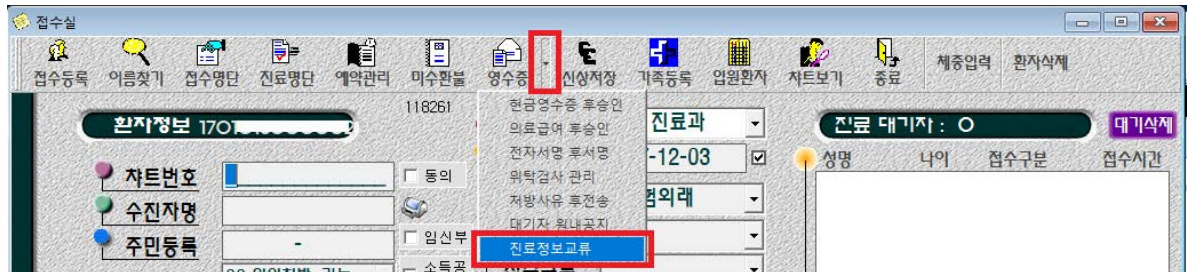 접수실
접수등록 이름찾기 접수명단 진료명단 예약관리 미수환불 영수증 신상저장 가족등록 입원환자 챠트보기 종료 체중입력 환자삭제
118261
환자정보 1701
현금영수증 후승인
의료급여 후승인
전자서명 후서명
위탁검사 관리
처방사유 후전송
대기자 원내공지
진료정보교류
진료과
-12-03
험외래
진료 대기자 : 0
대기삭제
성명 나이 접수구분 접수시간
챠트번호
동의
수진자명
주민등록 -
임신부
소득공